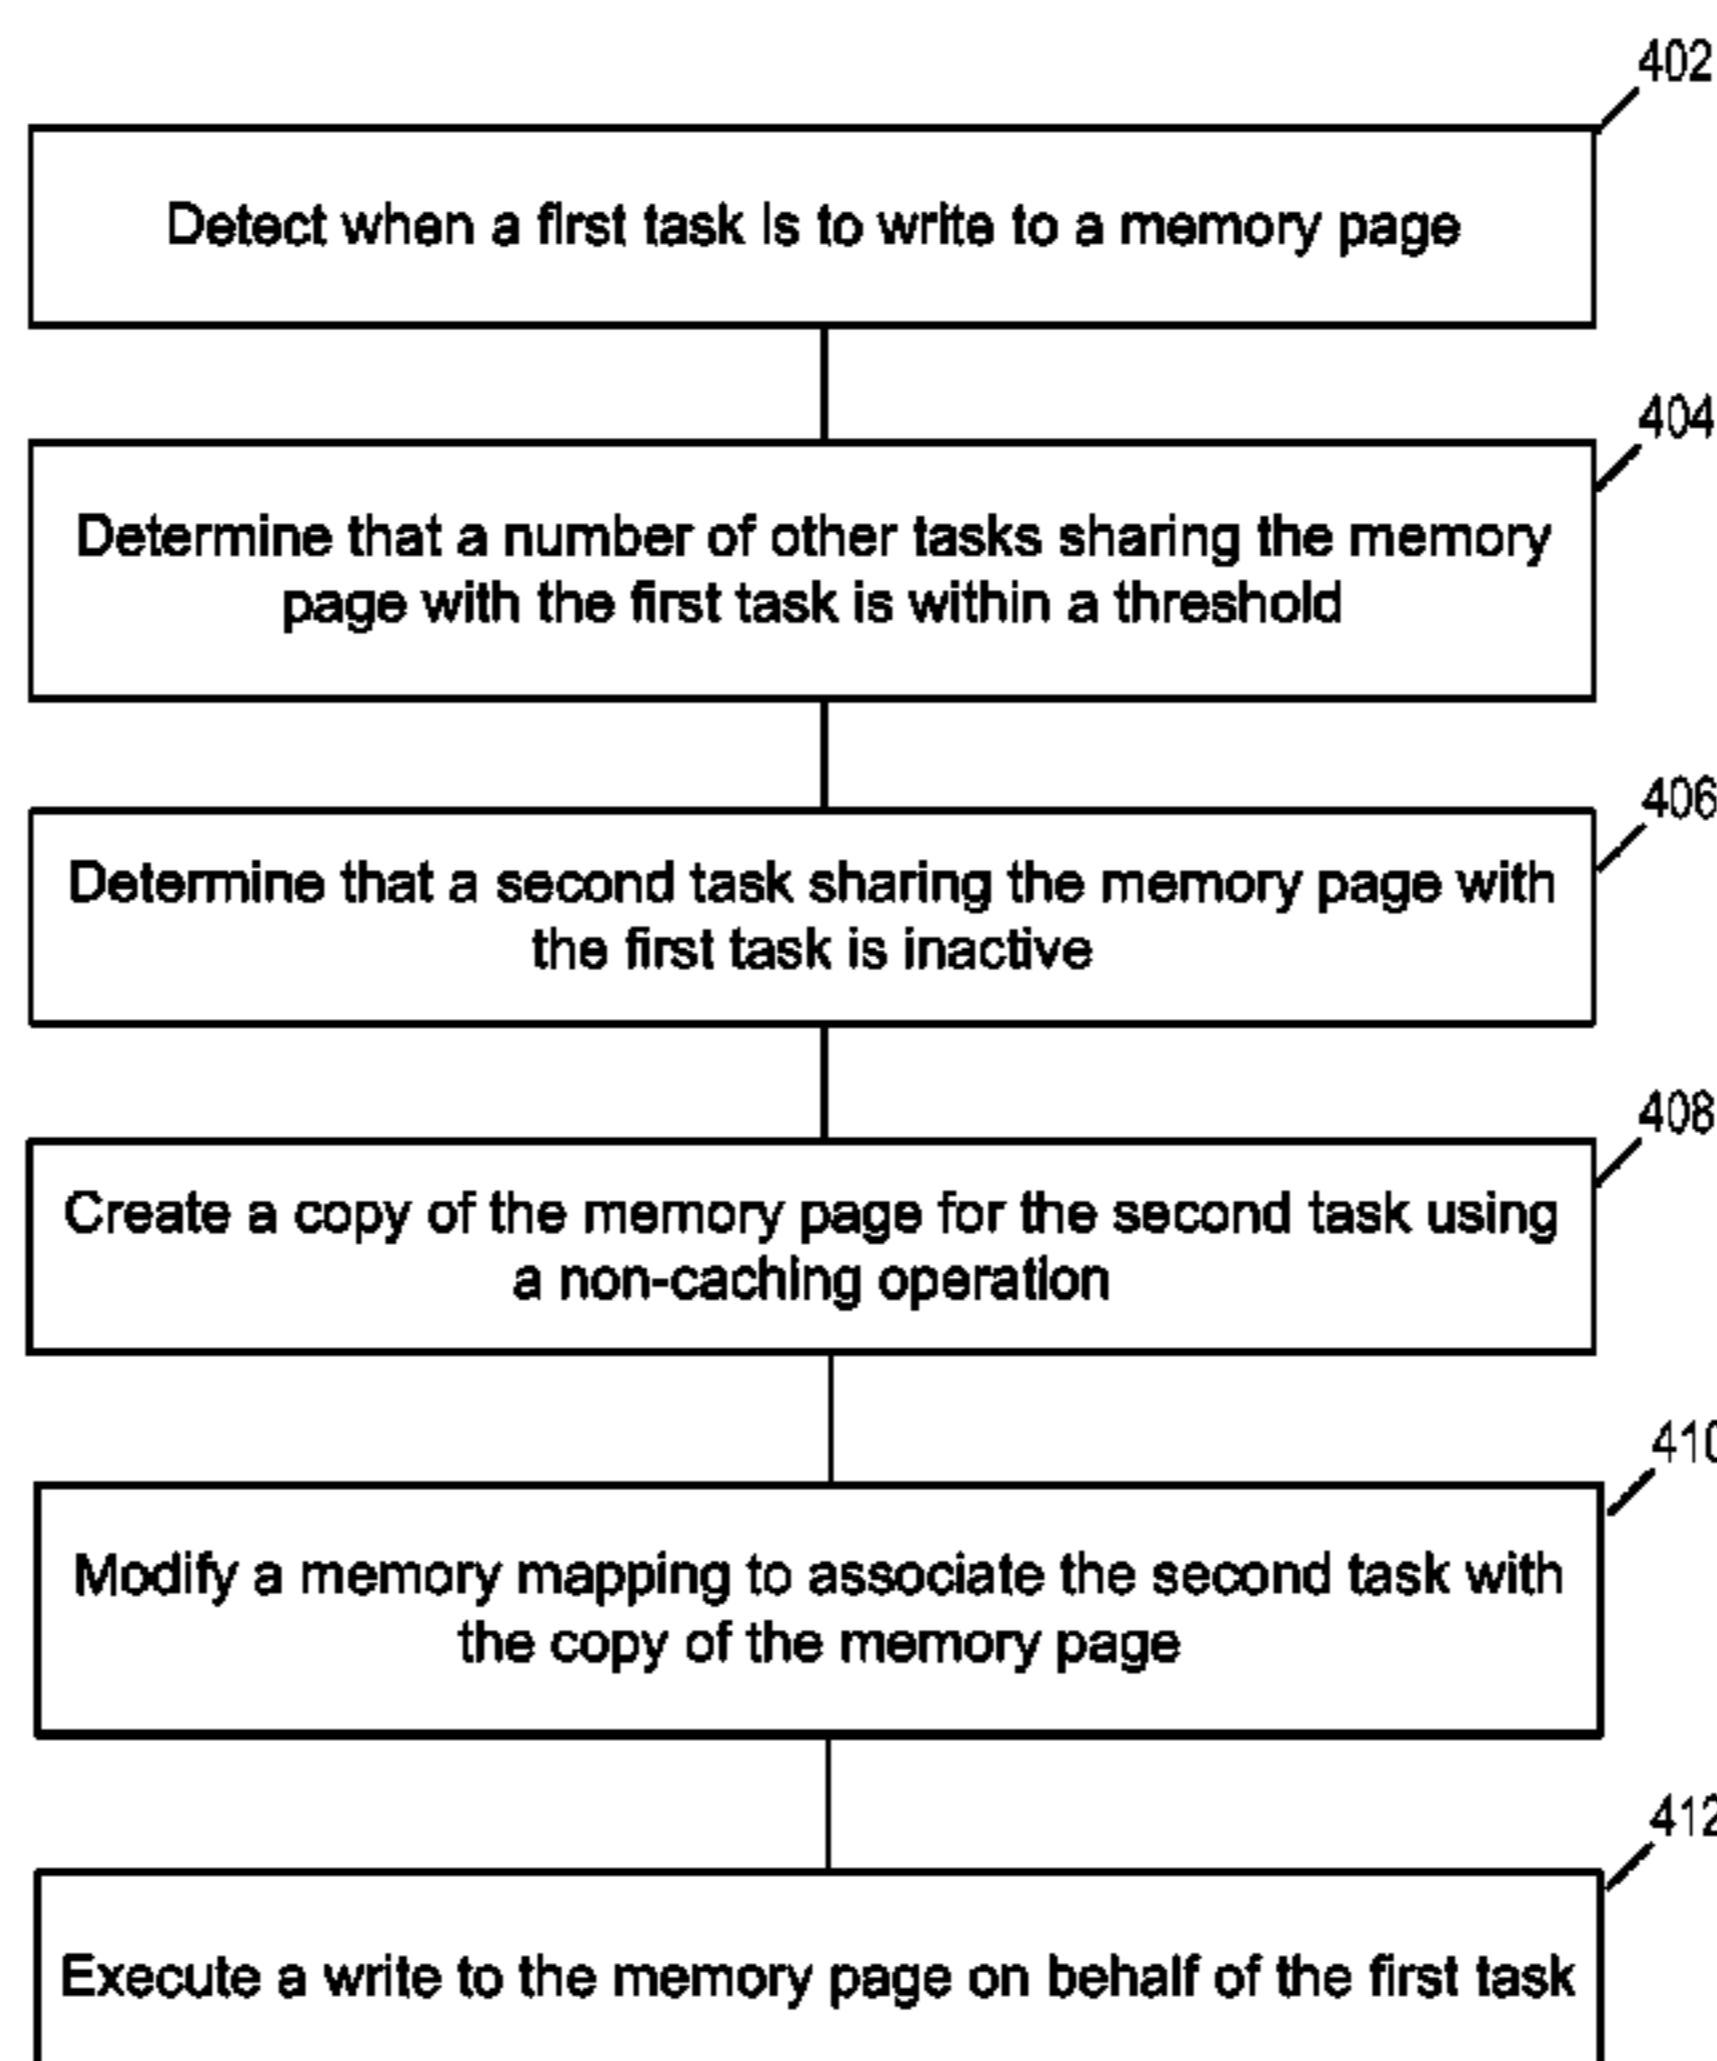 402
Detect when a first task is to write to a memory page
404
Determine that a number of other tasks sharing the memory
page with the first task is within a threshold
406
Determine that a second task sharing the memory page with
the first task is inactive
408
Create a copy of the memory page for the second task using
a non-caching operation
410
Modify a memory mapping to associate the second task with
the copy of the memory page
412
Execute a write to the memory page on behalf of the first task